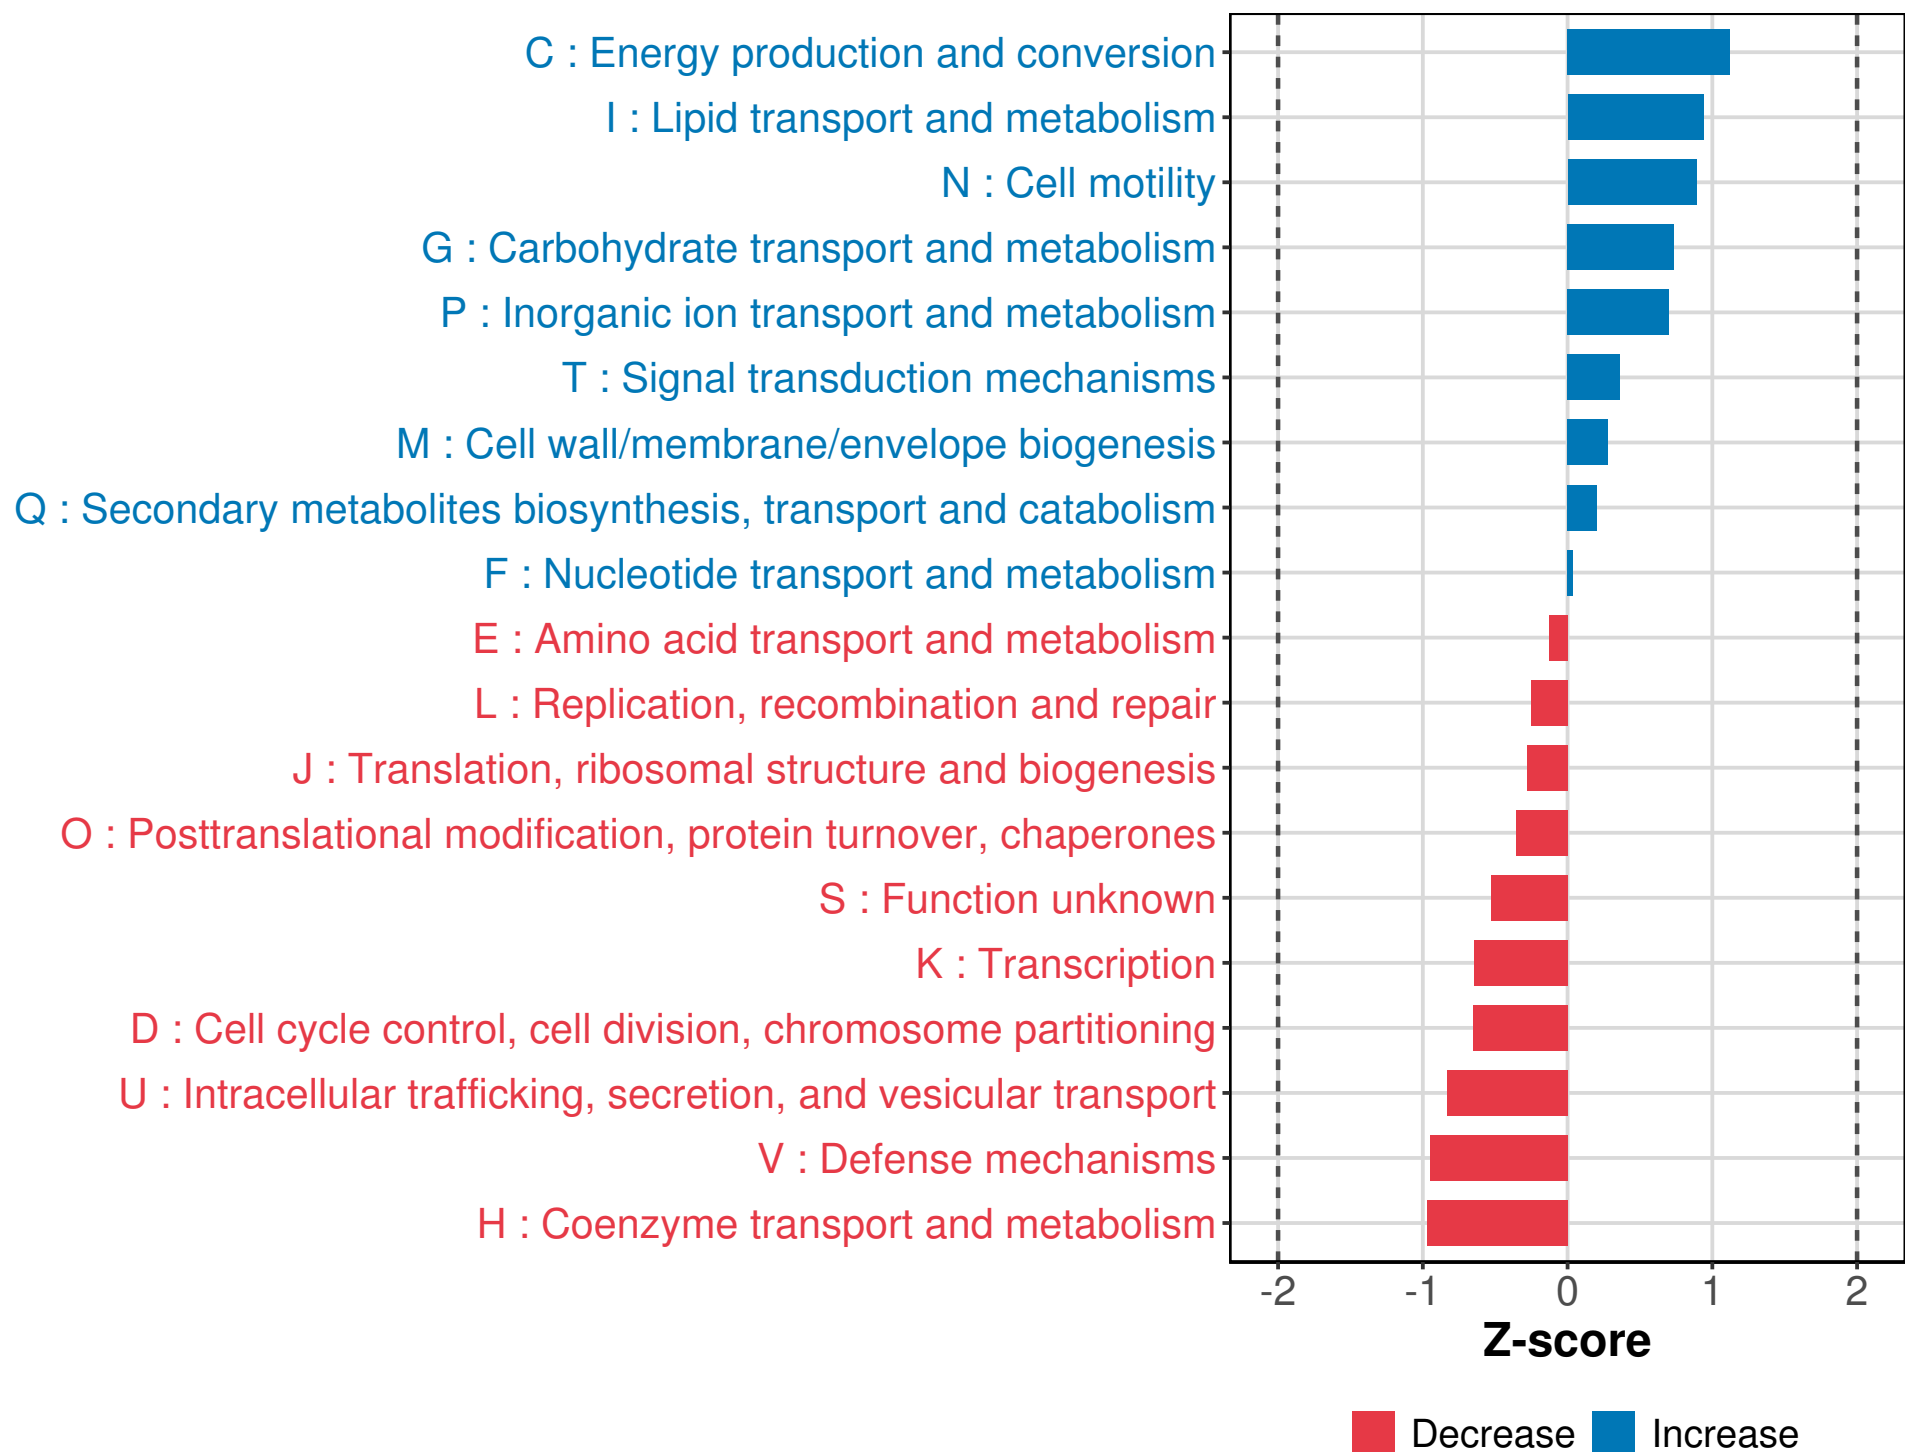 C : Energy production and conversion
I : Lipid transport and metabolism
N : Cell motility
G : Carbohydrate transport and metabolism
P : Inorganic ion transport and metabolism
T : Signal transduction mechanisms
M : Cell wall/membrane/envelope biogenesis
Q : Secondary metabolites biosynthesis, transport and catabolism
F : Nucleotide transport and metabolism
E : Amino acid transport and metabolism
L : Replication, recombination and repair
J : Translation, ribosomal structure and biogenesis
O : Posttranslational modification, protein turnover, chaperones
S : Function unknown
K : Transcription
D : Cell cycle control, cell division, chromosome partitioning
U : Intracellular trafficking, secretion, and vesicular transport
V : Defense mechanisms
H : Coenzyme transport and metabolism
-2 -1 0 1 2
Z-score
Decrease Increase